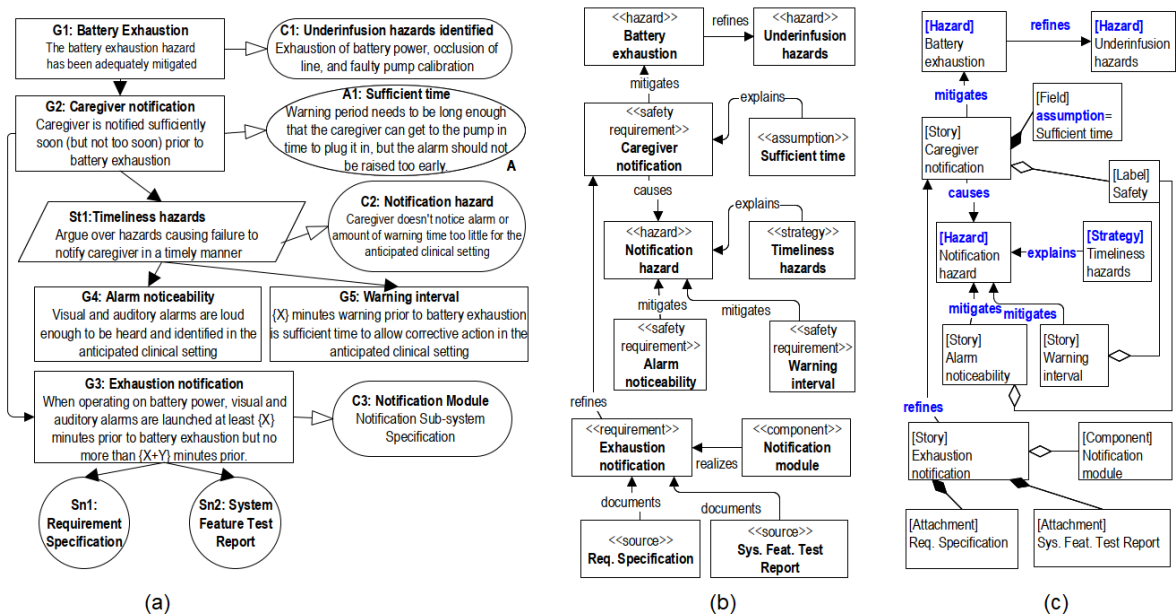 G1: Battery Exhaustion
The battery exhaustion hazard
has been adequately mitigated
C1: Underinfusion hazards identified
Exhaustion of battery power, occlusion of
line, and faulty pump calibration
G2: Caregiver notification
Caregiver is notified sufficiently
in soon (but not too soon) prior to
battery exhaustion
A1: Sufficient time
Warning period needs to be long enough
that the caregiver can get to the pump in
time to plug it in, but the alarm should not
be raised too early.
A
St1:Timeliness hazards
Argue over hazards causing failure to
notify caregiver in a timely manner
C2: Notification hazard
Caregiver doesn't notice alarm or
amount of warning time too little for the
anticipated clinical setting
G4: Alarm noticeability
Visual and auditory alarms are loud
enough to be heard and identified in the
anticipated clinical setting
G5: Warning interval
{X} minutes warning prior to battery exhaustion
is sufficient time to allow corrective action in the
anticipated clinical setting
G3: Exhaustion notification
When operating on battery power, visual and
auditory alarms are launched at least {X}
minutes prior to battery exhaustion but no
more than {X+Y} minutes prior.
C3: Notification Module
Notification Sub-system
Specification
Sn1:
Requirement
Specification
Sn2: System
Feature Test
Report
(a)
<<hazard>>
Battery
exhaustion
refines
<<hazard>>
Underinfusion
hazards
mitigates
<<safety
requirement>>
Caregiver
notification
explains
<<assumption>>
Sufficient time
causes
<<hazard>>
Notification
hazard
explains
<<strategy>>
Timeliness
hazards
mitigates
mitigates
<<safety
requirement>>
Alarm
noticeability
<<safety
requirement>>
Warning
interval
refines
<<requirement>>
Exhaustion
notification
realizes
<<component>>
Notification
module
documents
documents
<<source>>
Req. Specification
<<source>>
Sys. Feat. Test
Report
(b)
[Hazard]
Battery
exhaustion
refines
[Hazard]
Underinfusion
hazards
mitigates
[Field]
assumption=
Sufficient time
[Story]
Caregiver
notification
[Label]
Safety
causes
[Hazard]
Notification
hazard
explains
[Strategy]
Timeliness
hazards
mitigates
mitigates
[Story]
Alarm
noticeability
[Story]
Warning
interval
refines
[Story]
Exhaustion
notification
[Component]
Notification
module
[Attachment]
Req. Specification
[Attachment]
Sys. Feat. Test Report
(c)